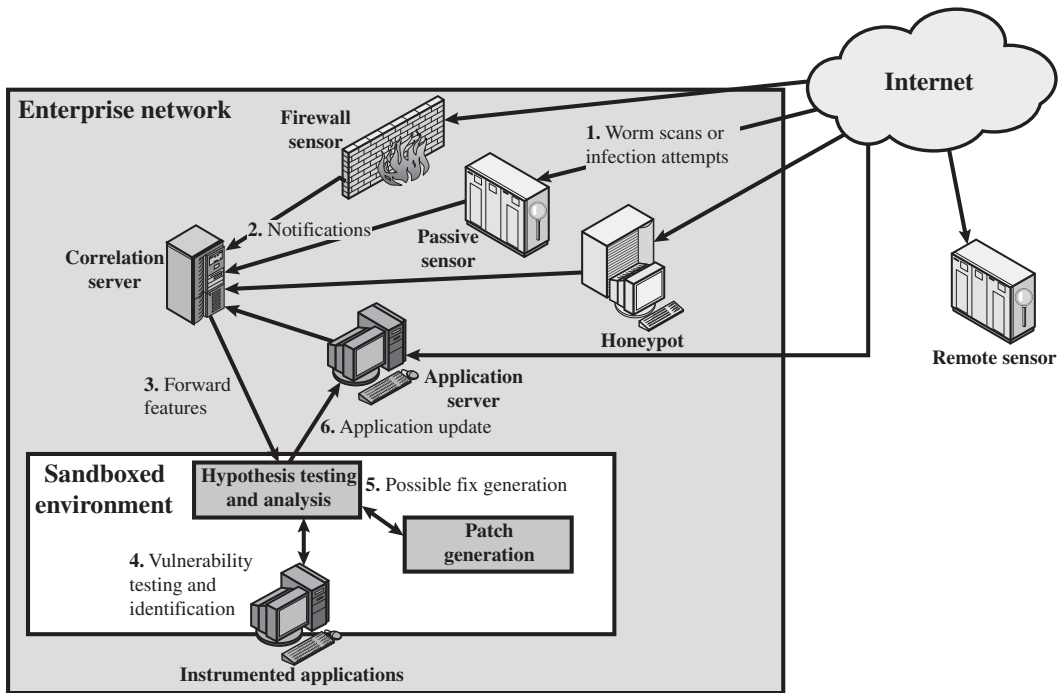 Internet
Enterprise network
Firewall
sensor
1. Worm scans or
infection attempts
2. Notifications
Passive
sensor
Correlation
server
Honeypot
Remote sensor
Application
server
3. Forward
features
6. Application update
Sandboxed
environment
Hypothesis testing
and analysis
5. Possible fix generation
Patch
generation
4. Vulnerability
testing and
identification
Instrumented applications